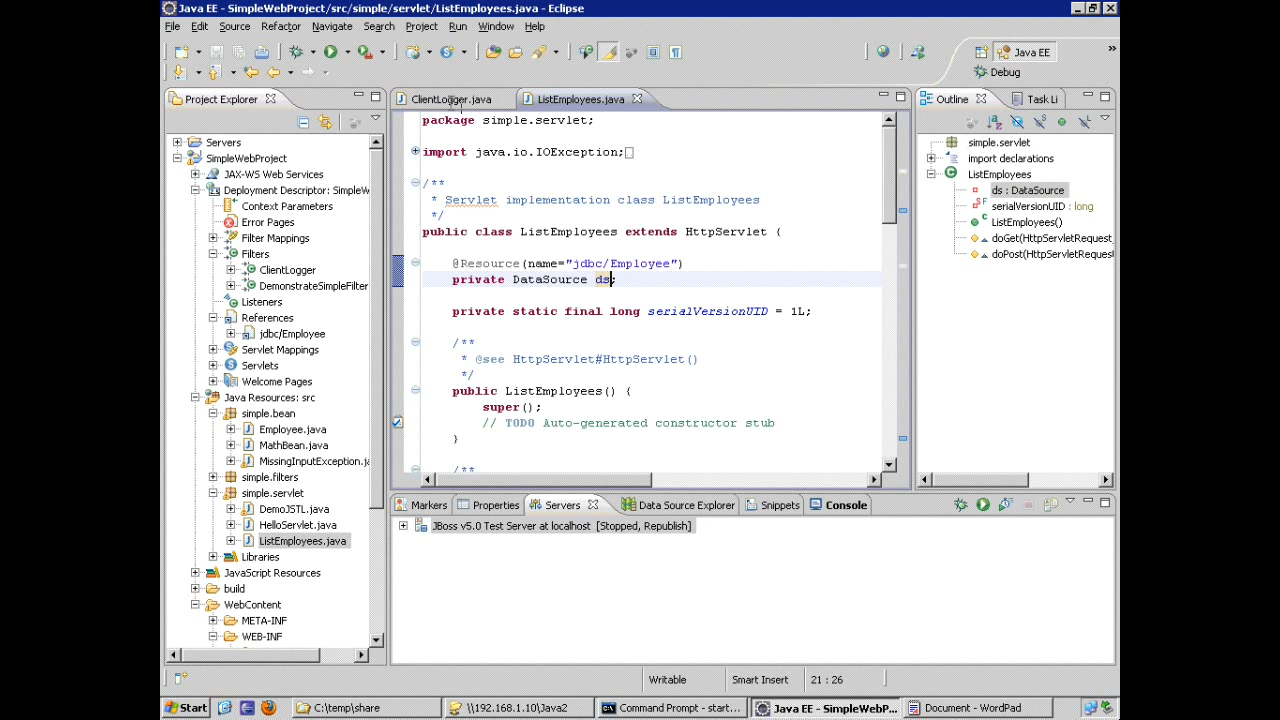 Java EE - SimpleWebProject/src/simple/servlet/ListEmployees.java - Eclipse
File Edit Source Refactor Navigate Search Project Run Window Help
Java EE
Debug
Project Explorer
Servers
SimpleWebProject
JAX-WS Web Services
Deployment Descriptor: SimpleW
Context Parameters
Error Pages
Filter Mappings
Filters
ClientLogger
DemonstrateSimpleFilter
Listeners
References
jdbc/Employee
Servlet Mappings
Servlets
Welcome Pages
Java Resources: src
simple.bean
Employee.java
MathBean.java
MissingInputException.ja
simple.filters
simple.servlet
DemoJSTL.java
HelloServlet.java
ListEmployees.java
Libraries
JavaScript Resources
build
WebContent
META-INF
WEB-INF
ClientLogger.java ListEmployees.java
package simple.servlet;
import java.io.IOException;
/**
* Servlet implementation class ListEmployees
*/
public class ListEmployees extends HttpServlet {
@Resource(name="jdbc/Employee")
private DataSource ds;
private static final long serialVersionUID = 1L;
/**
* @see HttpServlet#HttpServlet()
*/
public ListEmployees() {
super();
// TODO Auto-generated constructor stub
}
/**
Outline Task Li
simple.servlet
import declarations
ListEmployees
ds : DataSource
serialVersionUID : long
ListEmployees()
doGet(HttpServletRequest
doPost(HttpServletRequest
Markers Properties Servers Data Source Explorer Snippets Console
JBoss v5.0 Test Server at localhost [Stopped, Republish]
Writable Smart Insert 21 : 26
Start C:\temp\share \\192.168.1.10\Java2 Command Prompt - start... Java EE - SimpleWebP... Document - WordPad